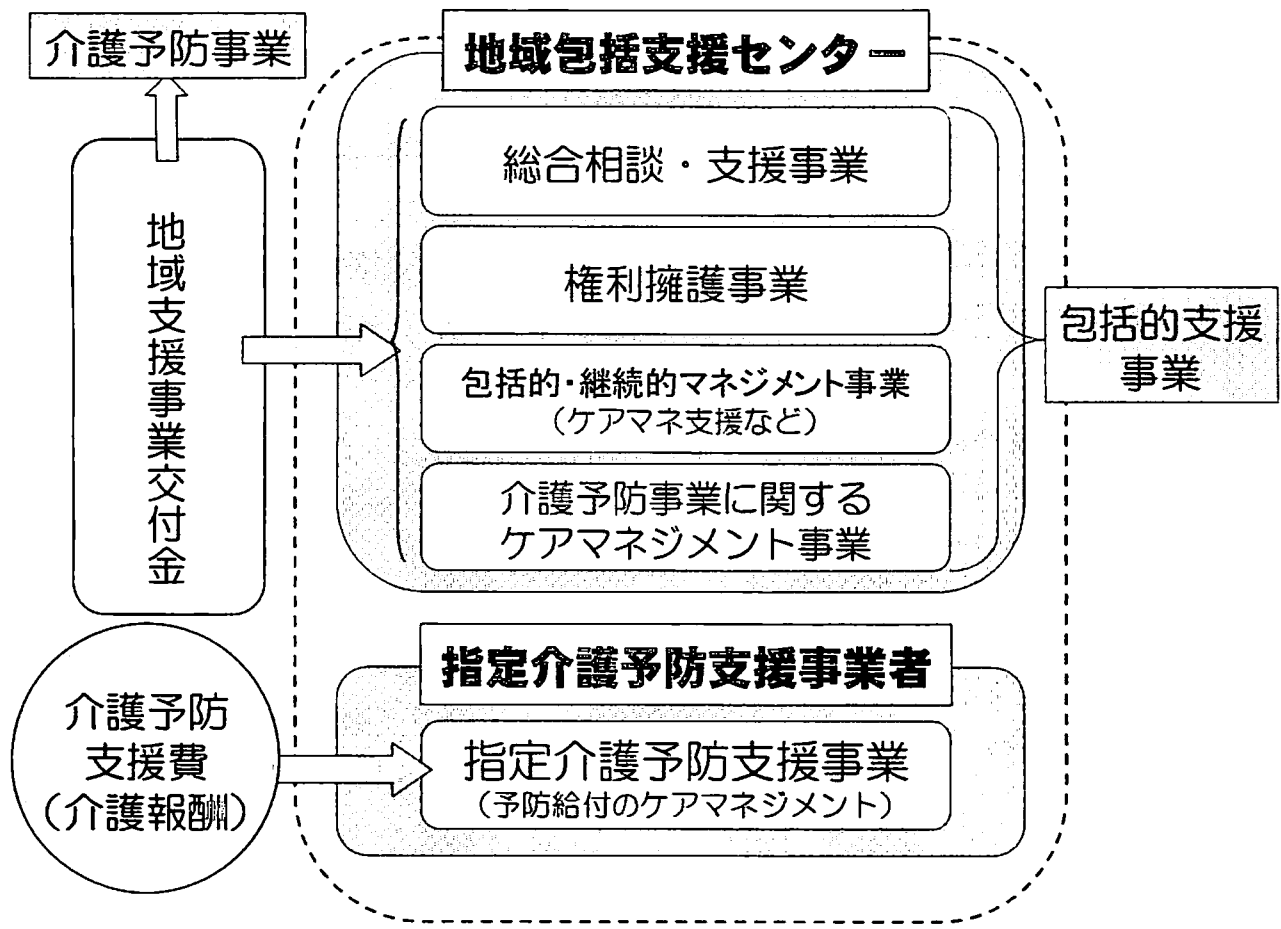 介護予防事業
地域支援事業交付金
介護予防
支援費
（介護報酬）
地域包括支援センター
総合相談・支援事業
権利擁護事業
包括的・継続的マネジメント事業
（ケアマネ支援など）
介護予防事業に関する
ケアマネジメント事業
包括的支援
事業
指定介護予防支援事業者
指定介護予防支援事業
（予防給付のケアマネジメント）